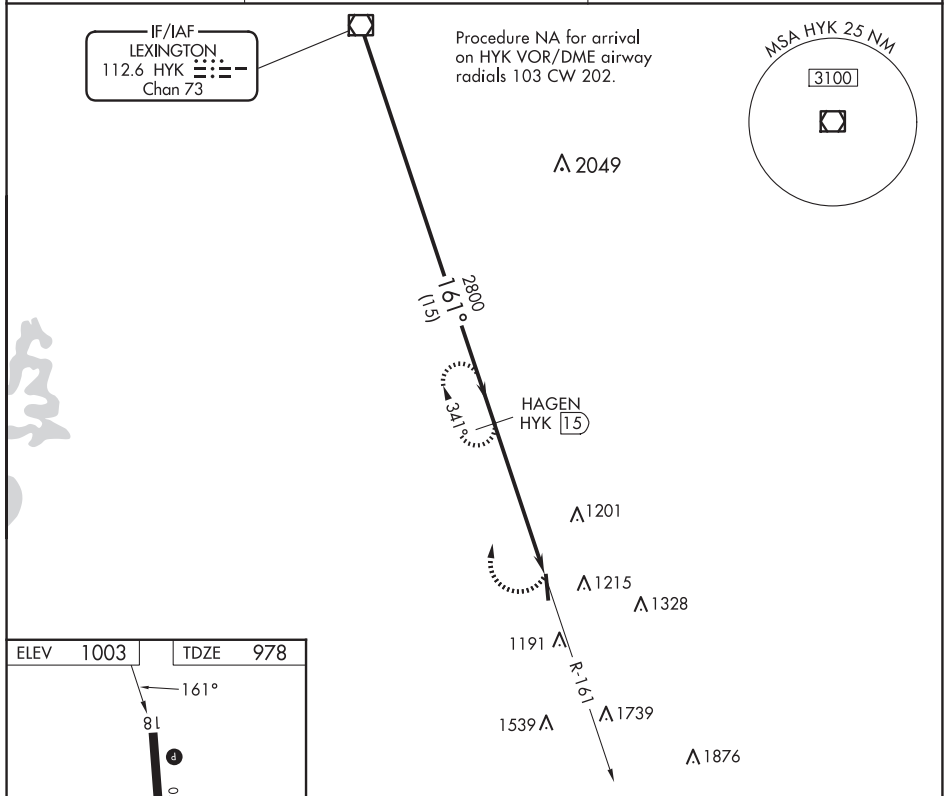 IF/IAF
LEXINGTON
112.6 HYK
Chan 73
Procedure NA for arrival
on HYK VOR/DME airway
radials 103 CW 202.
MSA HYK 25 NM
3100
2049
2800
161°
(15)
341°
HAGEN
HYK 15
1201
1215
1328
1191
R-161
1539
1739
1876
ELEV 1003
TDZE 978
161°
18
P
0